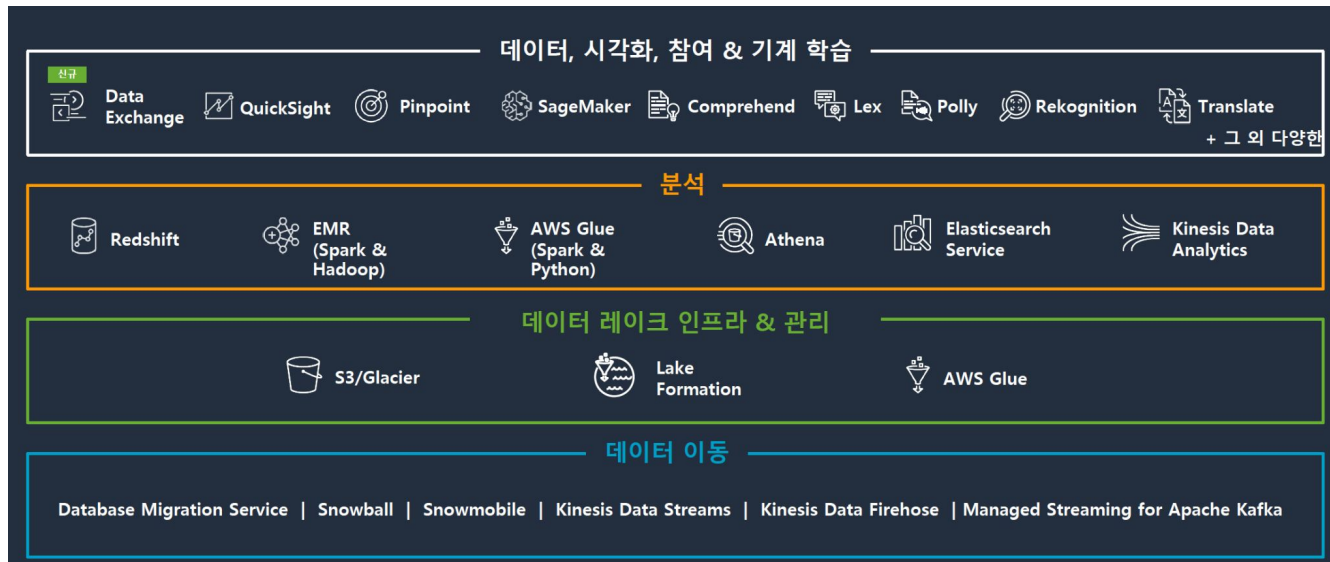 데이터, 시각화, 참여 & 기계 학습
신규
Data
Exchange
QuickSight
Pinpoint
SageMaker
Comprehend
Lex
Polly
Rekognition
Translate
+ 그 외 다양한
분석
Redshift
EMR
(Spark &
Hadoop)
AWS Glue
(Spark &
Python)
Athena
Elasticsearch
Service
Kinesis Data
Analytics
데이터 레이크 인프라 & 관리
S3/Glacier
Lake
Formation
AWS Glue
데이터 이동
Database Migration Service | Snowball | Snowmobile | Kinesis Data Streams | Kinesis Data Firehose | Managed Streaming for Apache Kafka